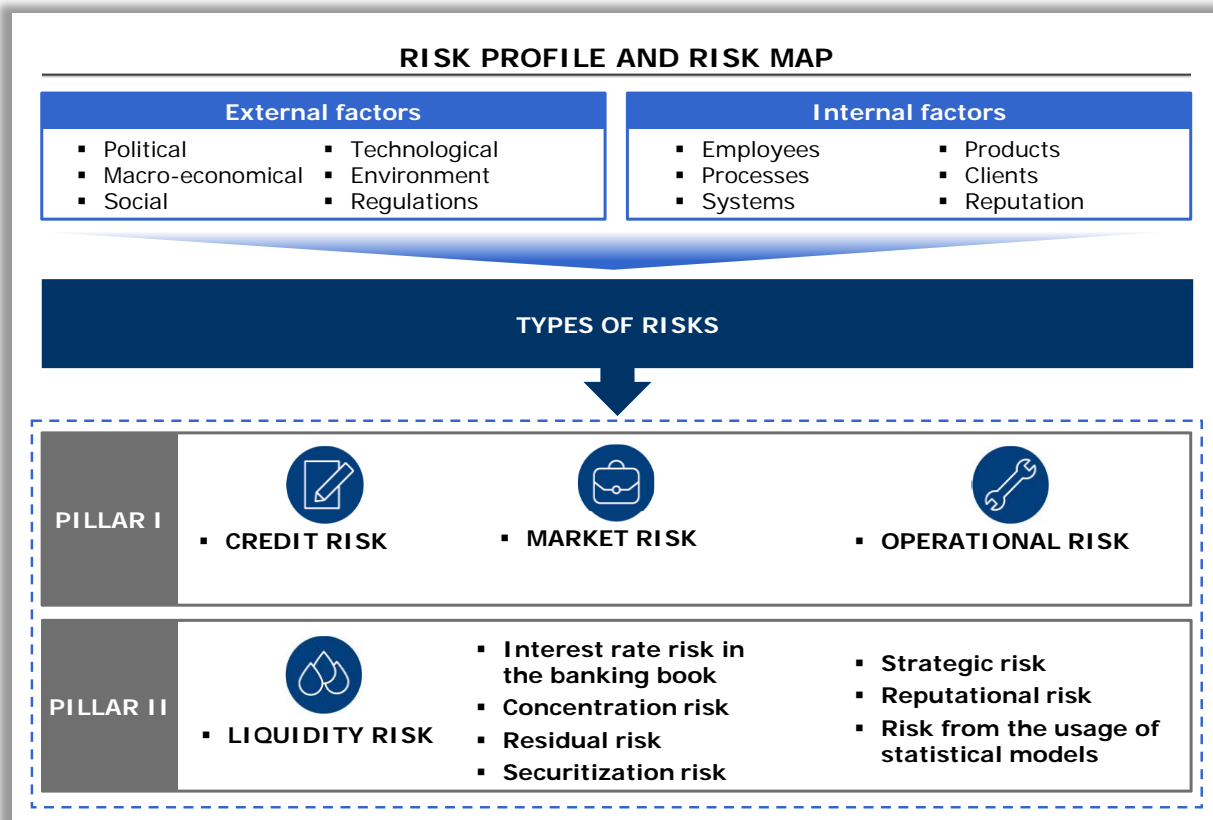 RISK PROFILE AND RISK MAP
External factors
▪ Political
▪ Macro-economical
▪ Social
▪ Technological
▪ Environment
▪ Regulations
Internal factors
▪ Employees
▪ Processes
▪ Systems
▪ Products
▪ Clients
▪ Reputation
TYPES OF RISKS
PILLAR I
▪ CREDIT RISK
▪ MARKET RISK
▪ OPERATIONAL RISK
PILLAR II
▪ LIQUIDITY RISK
▪ Interest rate risk in
the banking book
▪ Concentration risk
▪ Residual risk
▪ Securitization risk
▪ Strategic risk
▪ Reputational risk
▪ Risk from the usage of
statistical models